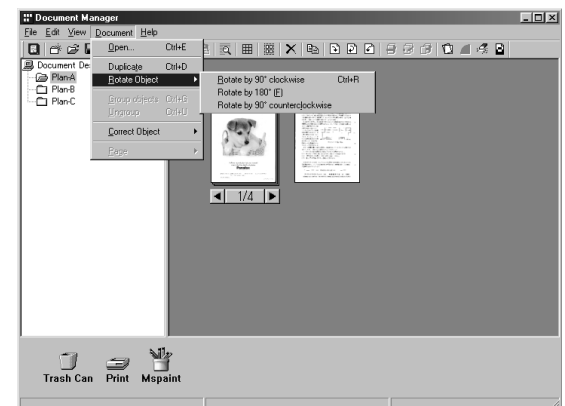 Document Manager
File Edit View Document Help
Open... Ctrl+E
Duplicate Ctrl+D
Rotate Object
Group objects Ctrl+G
Ungroup Ctrl+U
Correct Object
Page
Rotate by 90° clockwise Ctrl+R
Rotate by 180° (F)
Rotate by 90° counterclockwise
Document De
Plan-A
Plan-B
Plan-C
1/4
Trash Can Print Mspaint